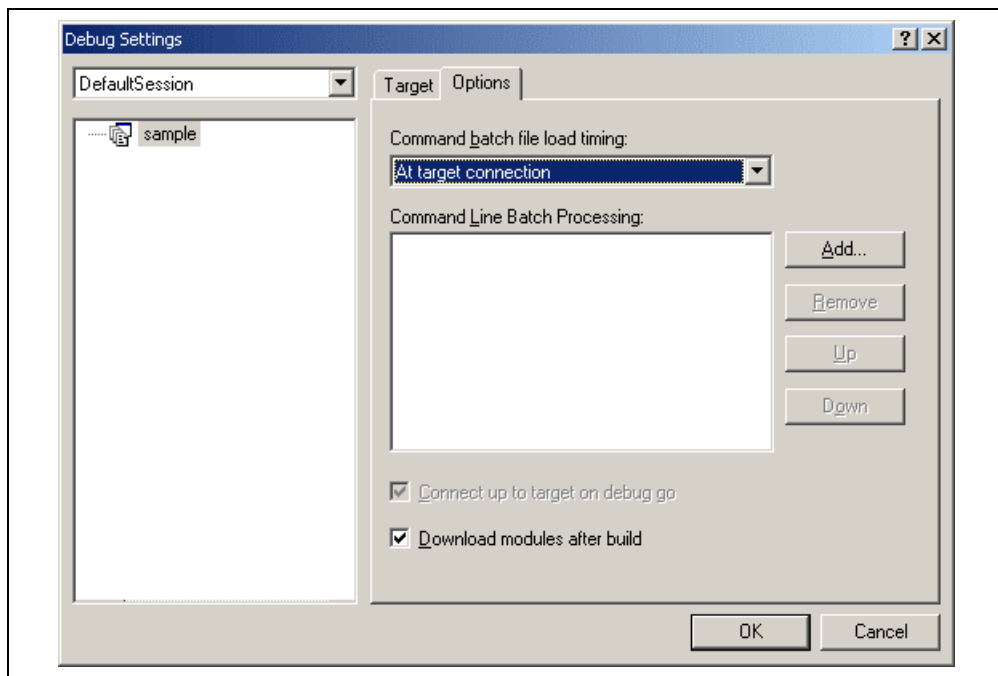 Debug Settings
DefaultSession
sample
Target Options
Command batch file load timing:
At target connection
Command Line Batch Processing:
Add...
Remove
Up
Down
Connect up to target on debug go
Download modules after build
OK Cancel